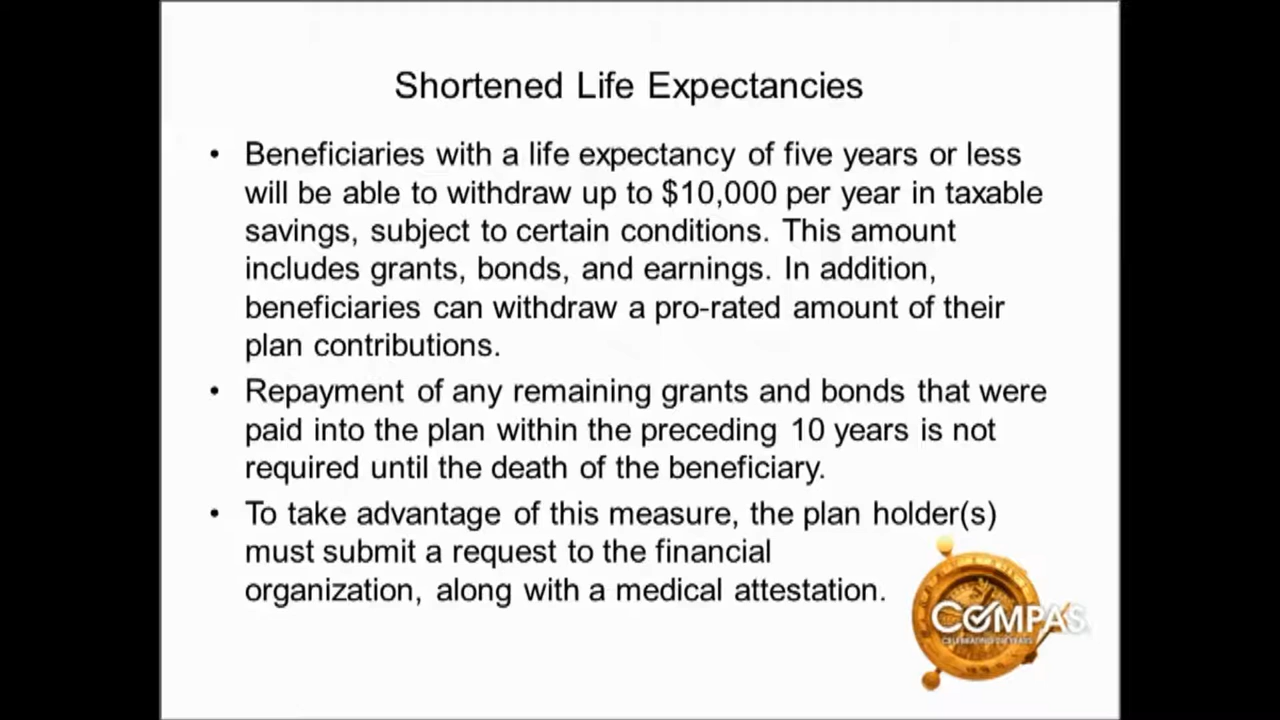 Shortened Life Expectancies
• Beneficiaries with a life expectancy of five years or less
will be able to withdraw up to $10,000 per year in taxable
savings, subject to certain conditions. This amount
includes grants, bonds, and earnings. In addition,
beneficiaries can withdraw a pro-rated amount of their
plan contributions.
• Repayment of any remaining grants and bonds that were
paid into the plan within the preceding 10 years is not
required until the death of the beneficiary.
• To take advantage of this measure, the plan holder(s)
must submit a request to the financial
organization, along with a medical attestation.
COMPAS
CELEBRATING YEARS